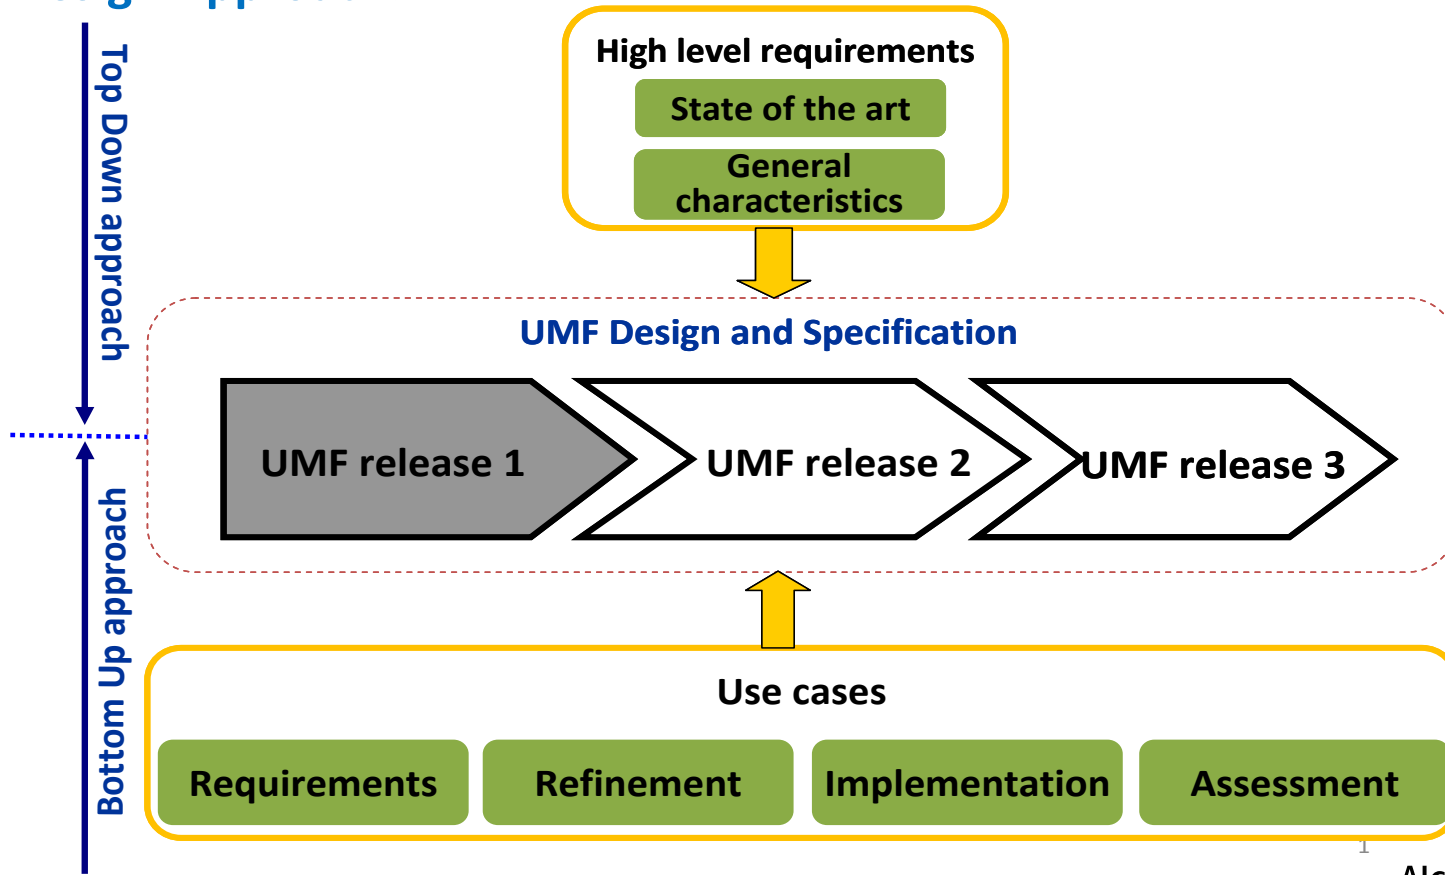 High level requirements
State of the art
General
characteristics
Top Down approach
UMF Design and Specification
UMF release 1
UMF release 2
UMF release 3
Bottom Up approach
Use cases
Requirements
Refinement
Implementation
Assessment
1